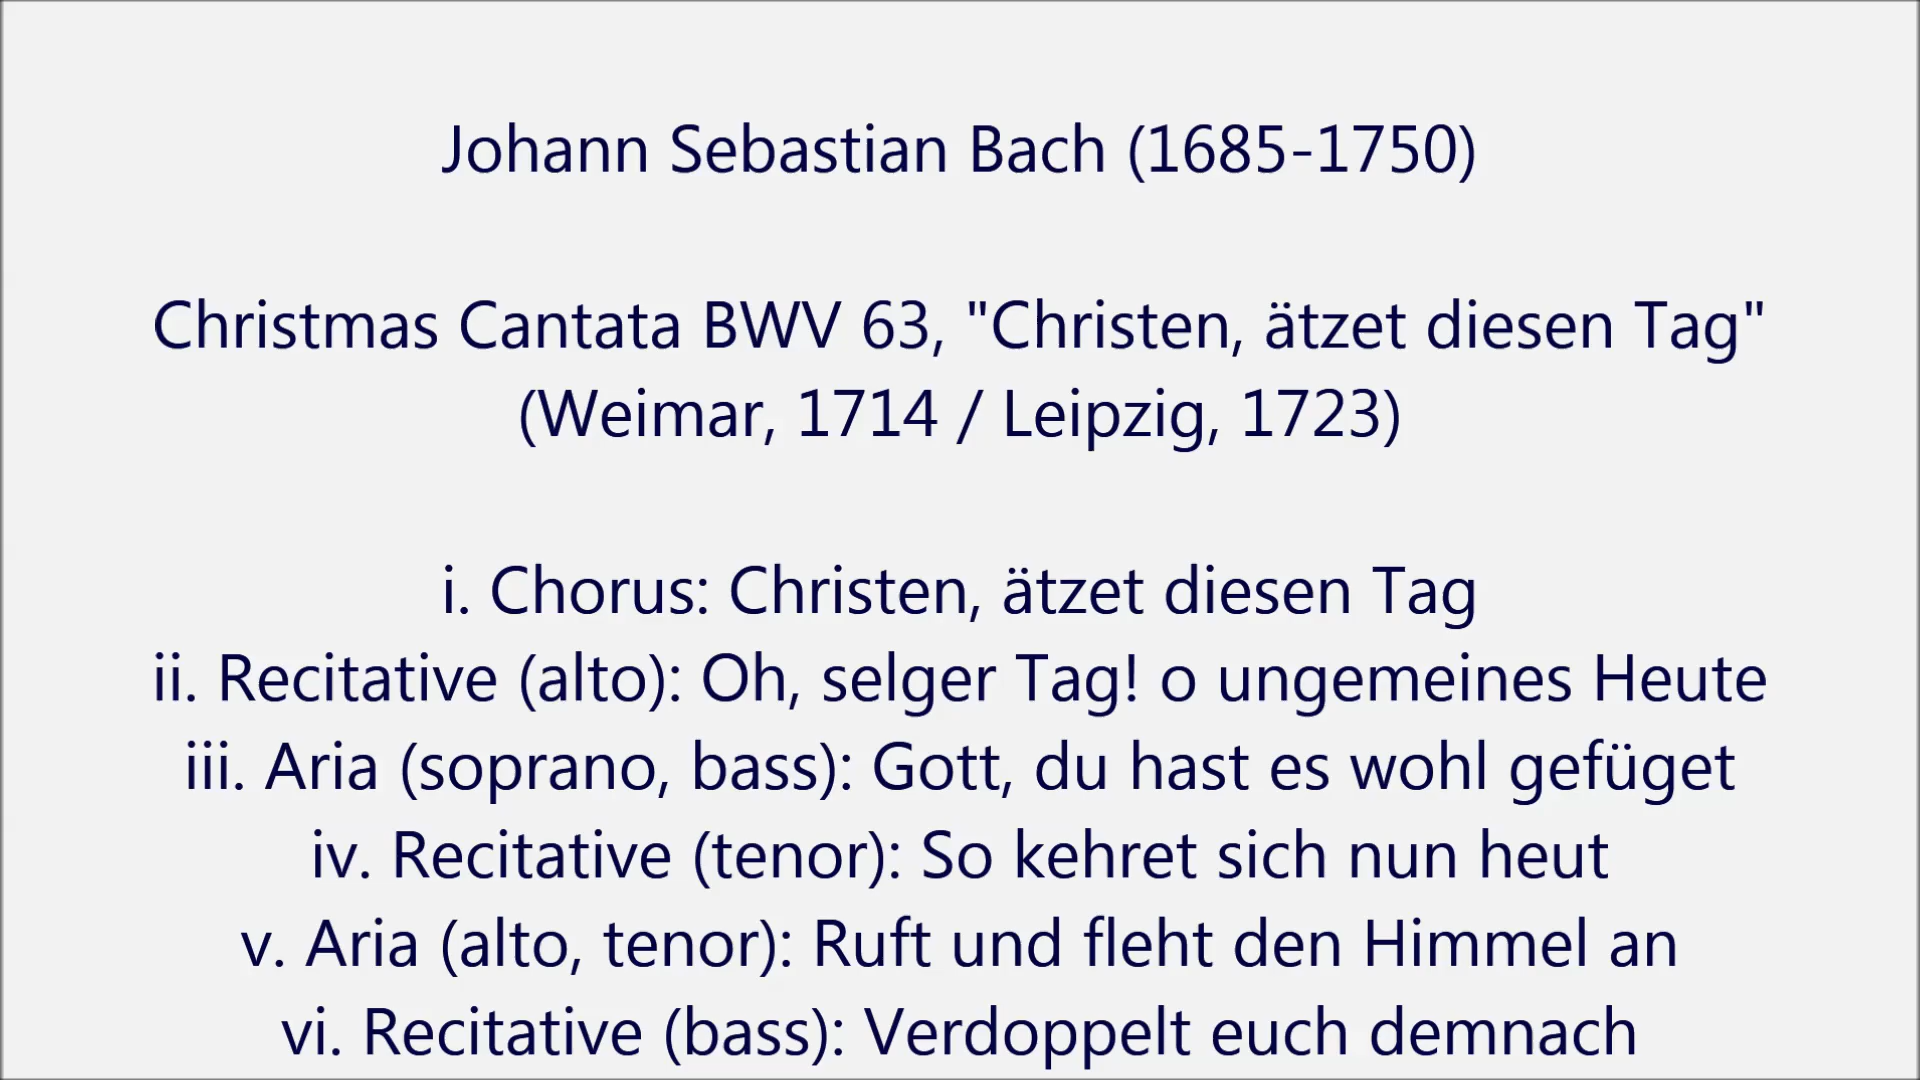 Johann Sebastian Bach (1685-1750)
Christmas Cantata BWV 63, "Christen, ätzet diesen Tag"
(Weimar, 1714 / Leipzig, 1723)
i. Chorus: Christen, ätzet diesen Tag
ii. Recitative (alto): Oh, selger Tag! o ungemeines Heute
iii. Aria (soprano, bass): Gott, du hast es wohl gefüget
iv. Recitative (tenor): So kehret sich nun heut
v. Aria (alto, tenor): Ruft und fleht den Himmel an
vi. Recitative (bass): Verdoppelt euch demnach